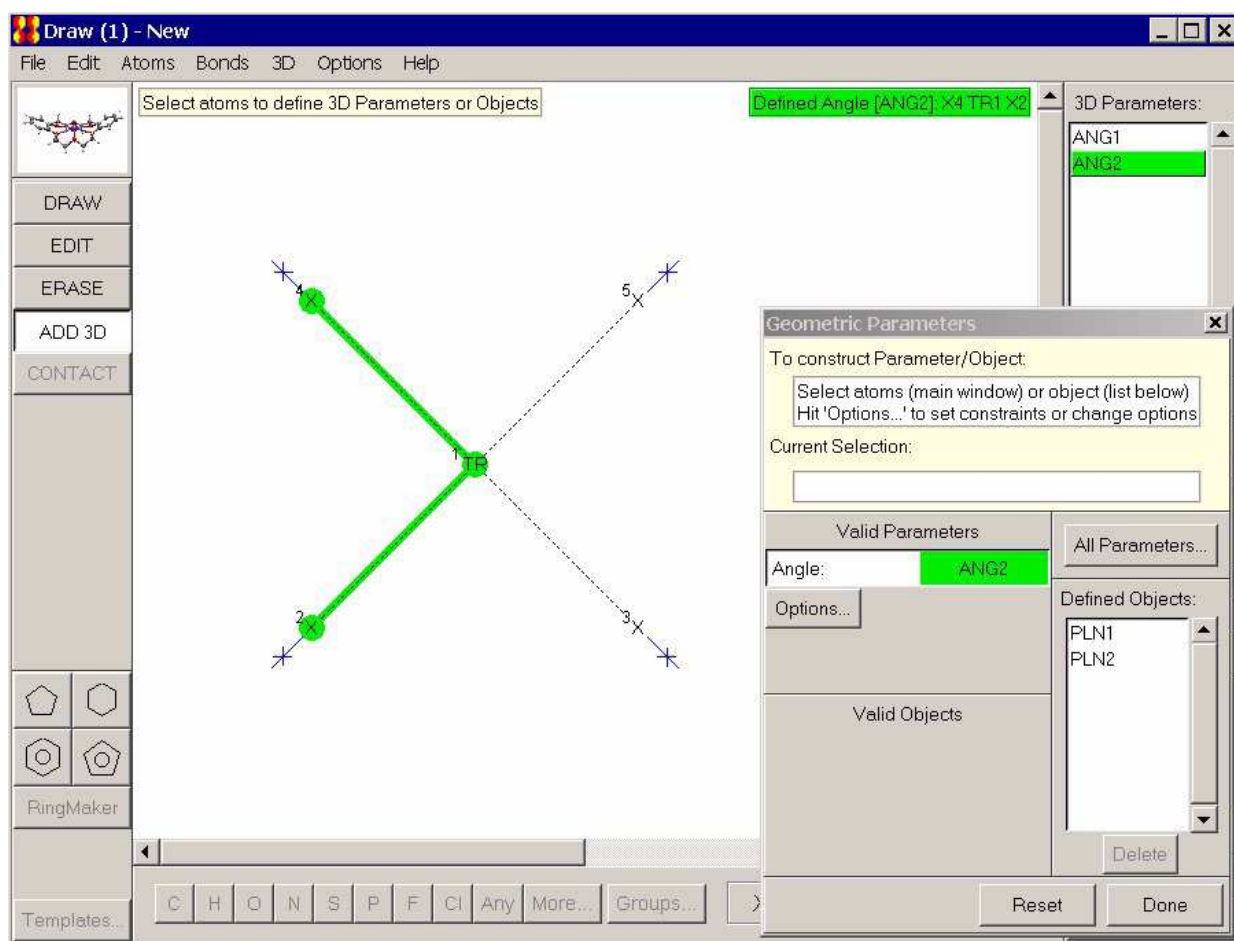 Draw (1) - New
File Edit Atoms Bonds 3D Options Help
Select atoms to define 3D Parameters or Objects
Defined Angle [ANG2]: X4 TR1 X2
3D Parameters:
ANG1
ANG2
DRAW
EDIT
ERASE
ADD 3D
CONTACT
4 X
5 X
1 TR
2 X
3 X
Geometric Parameters
To construct Parameter/Object:
Select atoms (main window) or object (list below)
Hit 'Options...' to set constraints or change options
Current Selection:
Valid Parameters
All Parameters...
Angle: ANG2
Options...
Defined Objects:
PLN1
PLN2
Valid Objects
Delete
Reset Done
RingMaker
Templates...
C H O N S P F Cl Any More... Groups... X